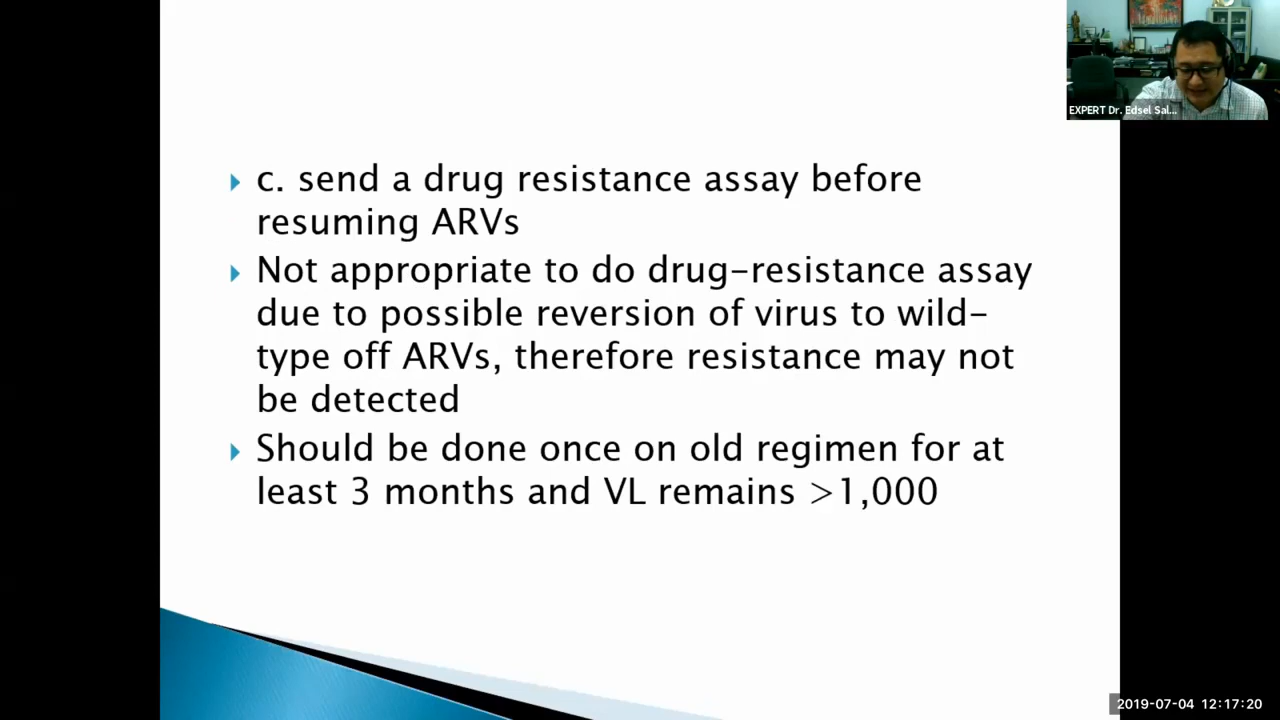 EXPERT Dr. Edsel Sal...
c. send a drug resistance assay before
resuming ARVs
Not appropriate to do drug-resistance assay
due to possible reversion of virus to wild-
type off ARVs, therefore resistance may not
be detected
Should be done once on old regimen for at
least 3 months and VL remains >1,000
2019-07-04 12:17:20